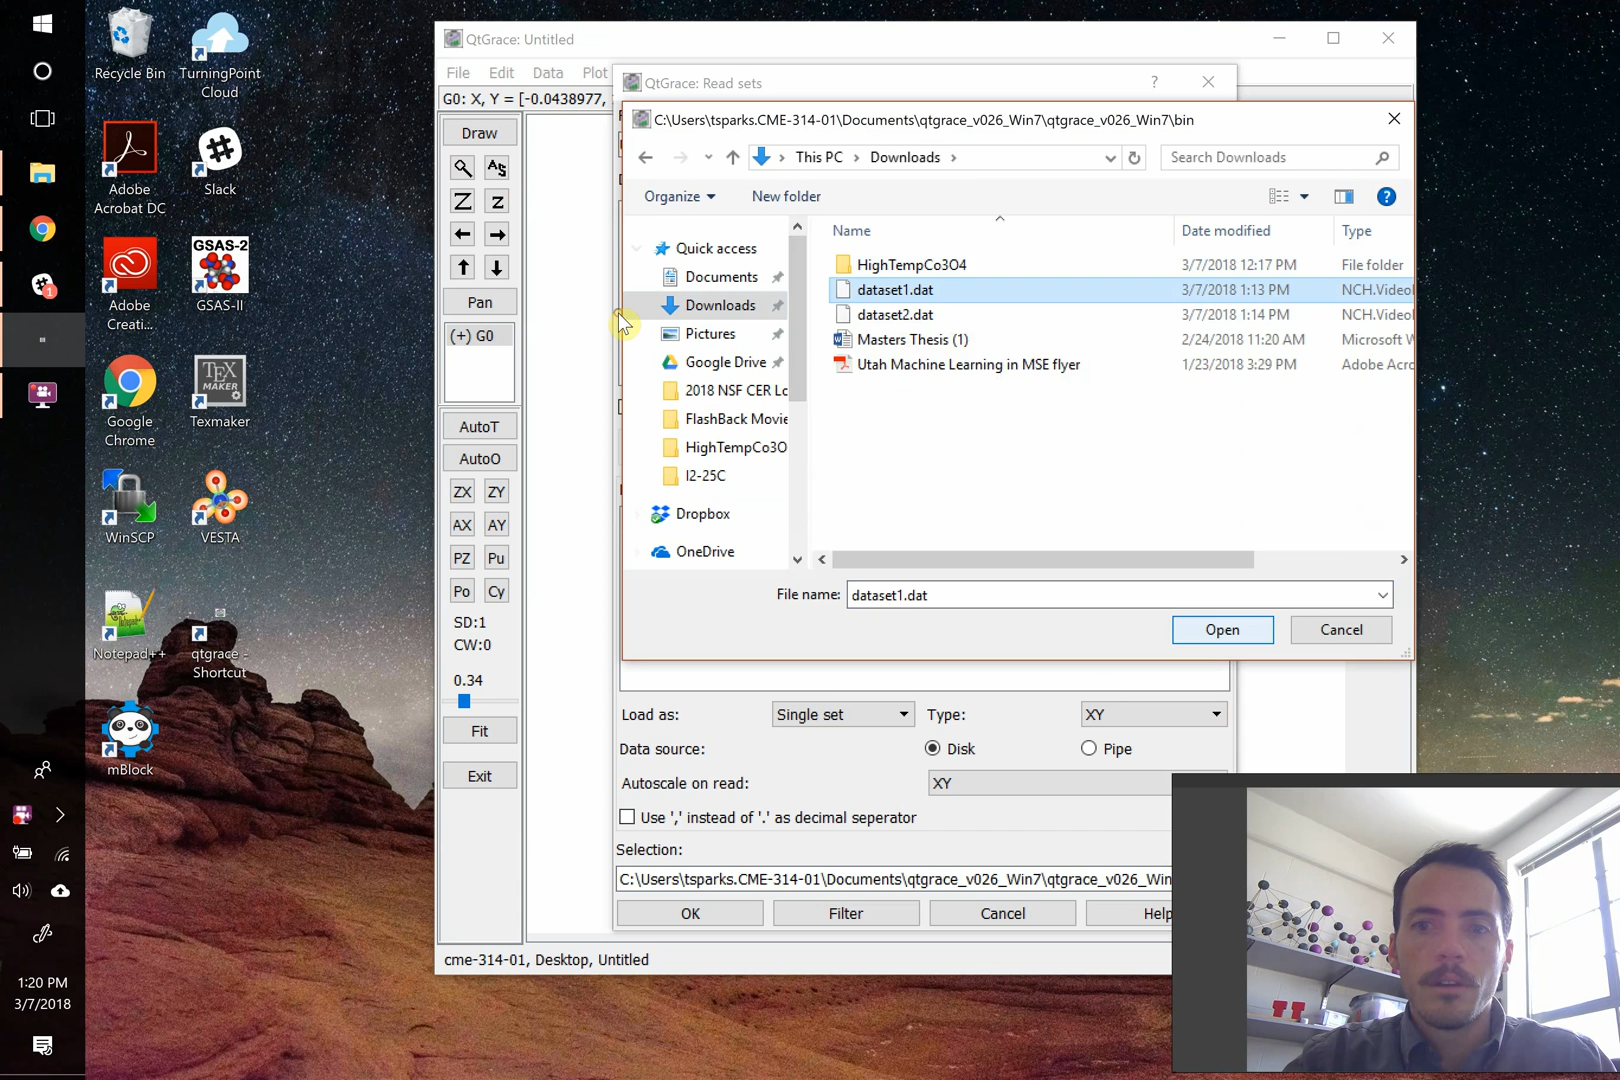 Recycle Bin
TurningPoint Cloud
Adobe Acrobat DC
Slack
Adobe Creati...
GSAS-2
GSAS-II
Google Chrome
TEX MAKER
Texmaker
WinSCP
VESTA
Notepad++
qtgrace - Shortcut
mBlock
1
1:20 PM
3/7/2018
QtGrace: Untitled
File Edit Data Plot
G0: X, Y = [-0.0438977,
Draw
AS
Z z
Pan
(+) G0
AutoT
AutoO
ZX ZY
AX AY
PZ Pu
Po Cy
SD:1
CW:0
0.34
Fit
Exit
cme-314-01, Desktop, Untitled
QtGrace: Read sets
?
C:\Users\tsparks.CME-314-01\Documents\qtgrace_v026_Win7\qtgrace_v026_Win7\bin
This PC > Downloads >
Search Downloads
Organize
New folder
?
Quick access
Documents
Downloads
Pictures
Google Drive
2018 NSF CER Lo
FlashBack Movie
HighTempCo3O
I2-25C
Dropbox
OneDrive
Name Date modified Type
HighTempCo3O4 3/7/2018 12:17 PM File folder
dataset1.dat 3/7/2018 1:13 PM NCH.Video
dataset2.dat 3/7/2018 1:14 PM NCH.Video
Masters Thesis (1) 2/24/2018 11:20 AM Microsoft W
Utah Machine Learning in MSE flyer 1/23/2018 3:29 PM Adobe Acro
File name: dataset1.dat
Open Cancel
Load as: Single set Type: XY
Data source: Disk Pipe
Autoscale on read: XY
Use ',' instead of '.' as decimal seperator
Selection:
C:\Users\tsparks.CME-314-01\Documents\qtgrace_v026_Win7\qtgrace_v026_Win
OK Filter Cancel Help